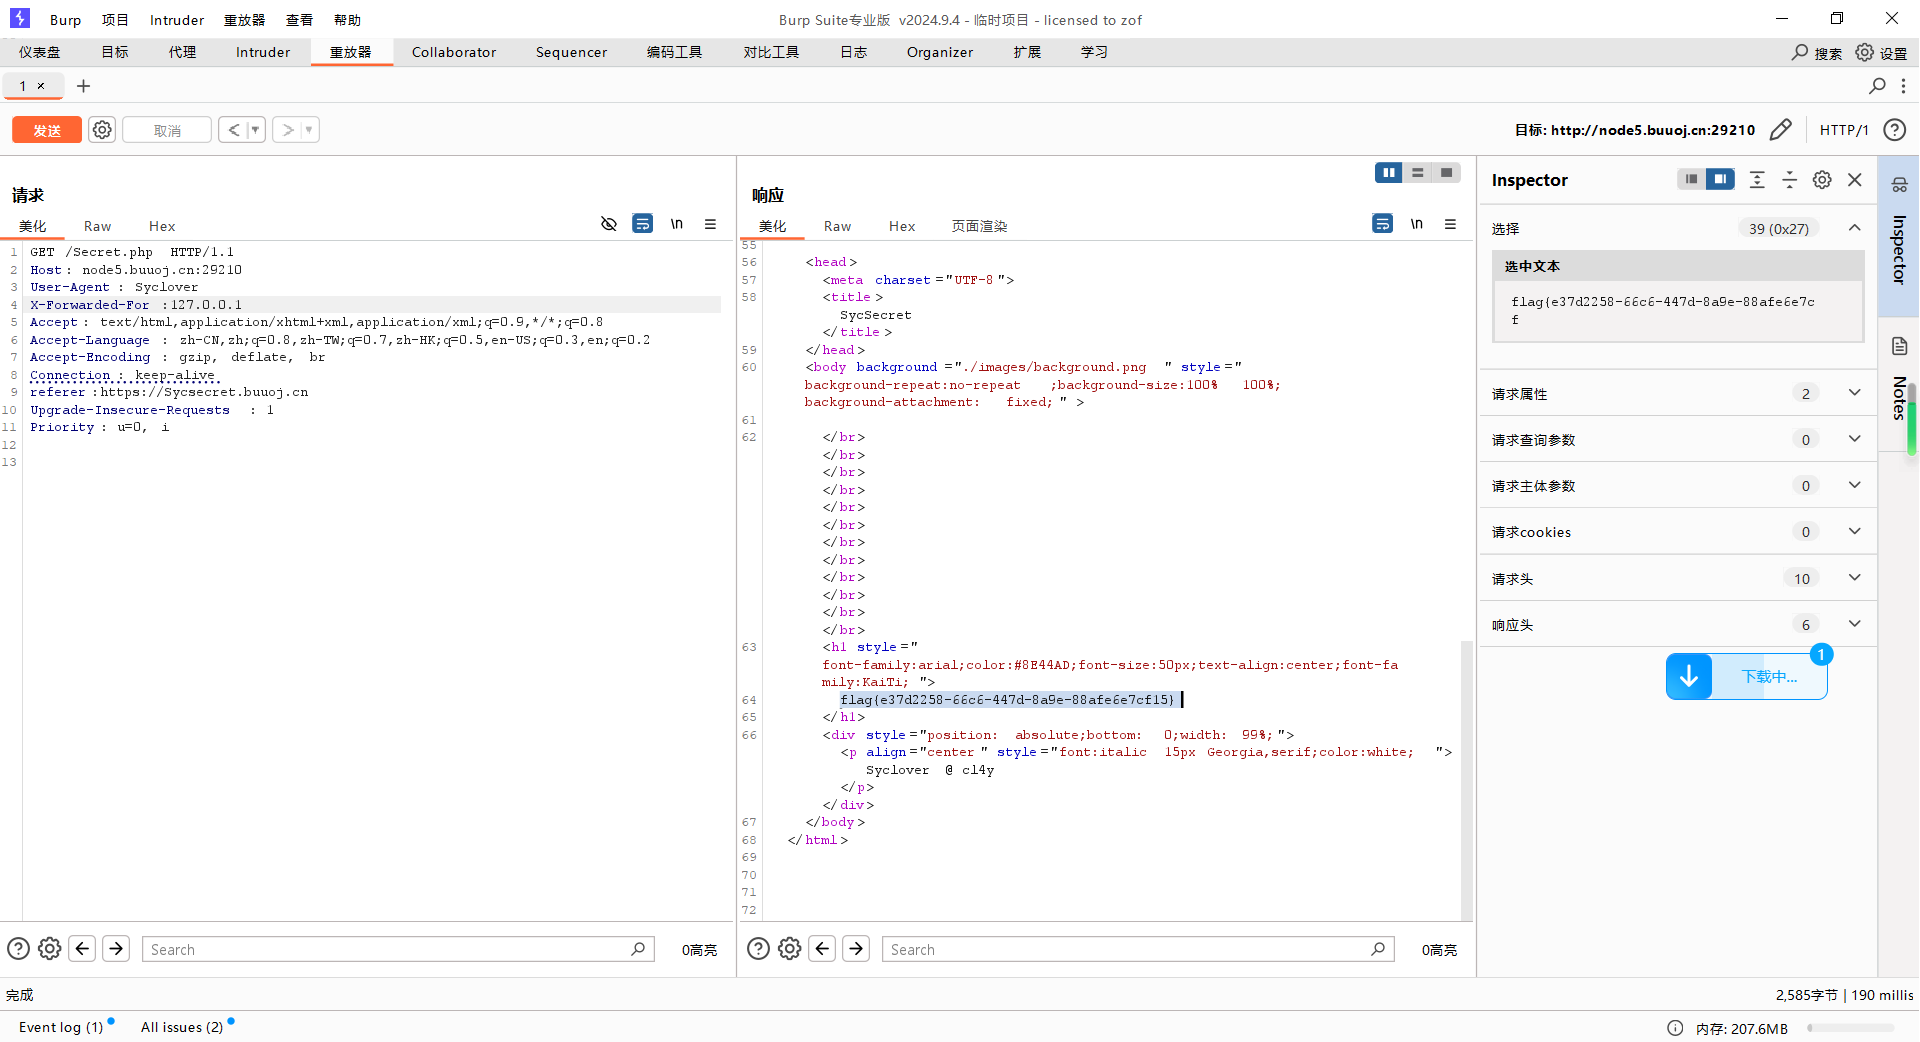 Burp 项目 Intruder 重放器 查看 帮助 Burp Suite专业版 v2024.9.4 - 临时项目 - licensed to zof
仪表盘 目标 代理 Intruder 重放器 Collaborator Sequencer 编码工具 对比工具 日志 Organizer 扩展 学习 搜索 设置
1 × +
发送 取消 < > 目标: http://node5.buuoj.cn:29210 HTTP/1
请求
美化 Raw Hex \n
1 GET /Secret.php HTTP/1.1
2 Host: node5.buuoj.cn:29210
3 User-Agent: Syclover
4 X-Forwarded-For :127.0.0.1
5 Accept: text/html,application/xhtml+xml,application/xml;q=0.9,*/*;q=0.8
6 Accept-Language : zh-CN,zh;q=0.8,zh-TW;q=0.7,zh-HK;q=0.5,en-US;q=0.3,en;q=0.2
7 Accept-Encoding : gzip, deflate, br
8 Connection: keep-alive
9 referer:https://Sycsecret.buuoj.cn
10 Upgrade-Insecure-Requests : 1
11 Priority: u=0, i
12
13
Search 0高亮
响应
美化 Raw Hex 页面渲染 \n
55
56 <head>
57 <meta charset="UTF-8">
58 <title>
SycSecret
</title>
59 </head>
60 <body background="./images/background.png " style="
background-repeat:no-repeat ;background-size:100% 100%;
background-attachment: fixed; ">
61
62 </br>
</br>
</br>
</br>
</br>
</br>
</br>
</br>
</br>
</br>
</br>
</br>
63 <h1 style="
font-family:arial;color:#8E44AD;font-size:50px;text-align:center;font-fa
mily:KaiTi; ">
64 flag{e37d2258-66c6-447d-8a9e-88afe6e7cf15}
65 </h1>
66 <div style="position: absolute;bottom: 0;width: 99%;">
<p align="center" style="font:italic 15px Georgia,serif;color:white; ">
Syclover @ cl4y
</p>
</div>
67 </body>
68 </html>
69
70
71
72
Search 0高亮
Inspector
选择 39 (0x27)
选中文本
flag{e37d2258-66c6-447d-8a9e-88afe6e7c
f
请求属性 2
请求查询参数 0
请求主体参数 0
请求cookies 0
请求头 10
响应头 6
1
下载中...
Inspector
Notes
完成 2,585字节 | 190 millis
Event log (1) All issues (2) 内存: 207.6MB